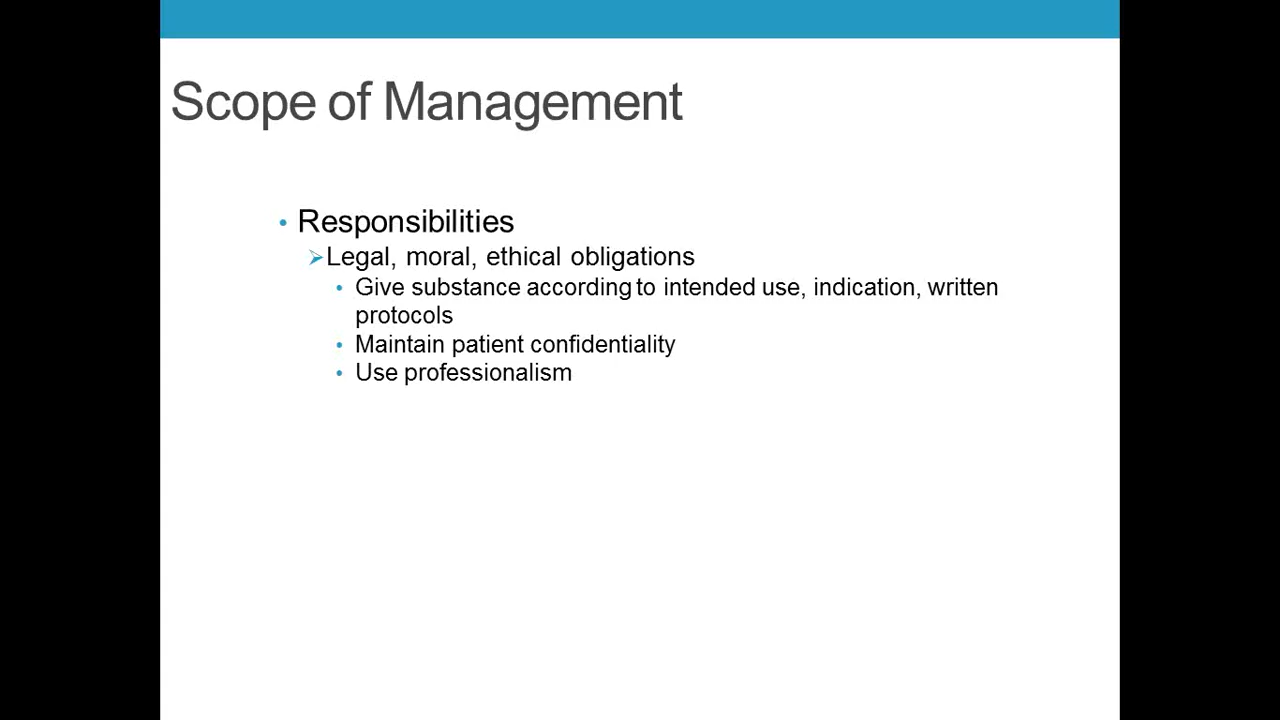 Scope of Management
• Responsibilities
➢Legal, moral, ethical obligations
• Give substance according to intended use, indication, written
protocols
• Maintain patient confidentiality
• Use professionalism